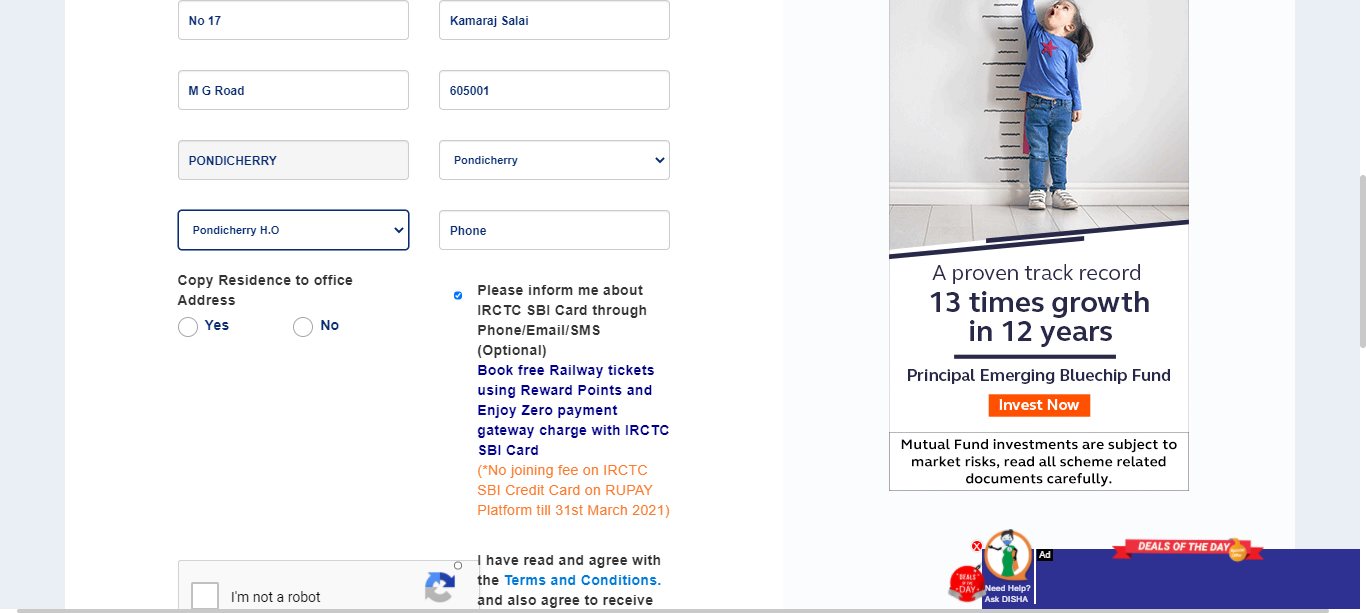 No 17
Kamaraj Salai
M G Road
605001
PONDICHERRY
Pondicherry
Pondicherry H.O
Phone
Copy Residence to office
Address
Yes
No
Please inform me about
IRCTC SBI Card through
Phone/Email/SMS
(Optional)
Book free Railway tickets
using Reward Points and
Enjoy Zero payment
gateway charge with IRCTC
SBI Card
(*No joining fee on IRCTC
SBI Credit Card on RUPAY
Platform till 31st March 2021)
I'm not a robot
I have read and agree with
the Terms and Conditions.
and also agree to receive
A proven track record
13 times growth
in 12 years
Principal Emerging Bluechip Fund
Invest Now
Mutual Fund investments are subject to
market risks, read all scheme related
documents carefully.
X
"DEALS
OF THE
DAY"
Need Help?
Ask DISHA
Ad
DEALS OF THE DAY